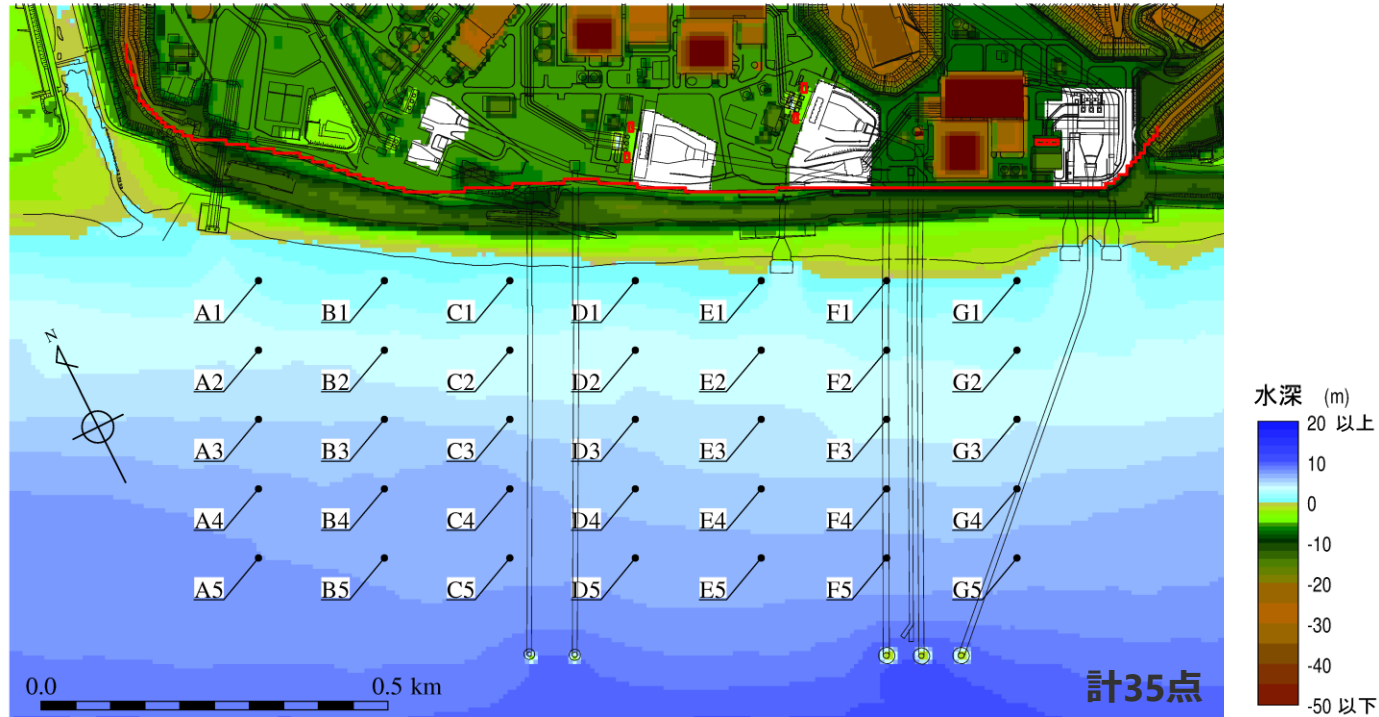 A1 B1 C1 D1 E1 F1 G1
N
A2 B2 C2 D2 E2 F2 G2
A3 B3 C3 D3 E3 F3 G3
A4 B4 C4 D4 E4 F4 G4
A5 B5 C5 D5 E5 F5 G5
0.0 0.5 km
計35点
水深 (m)
20 以上
10
0
-10
-20
-30
-40
-50 以下